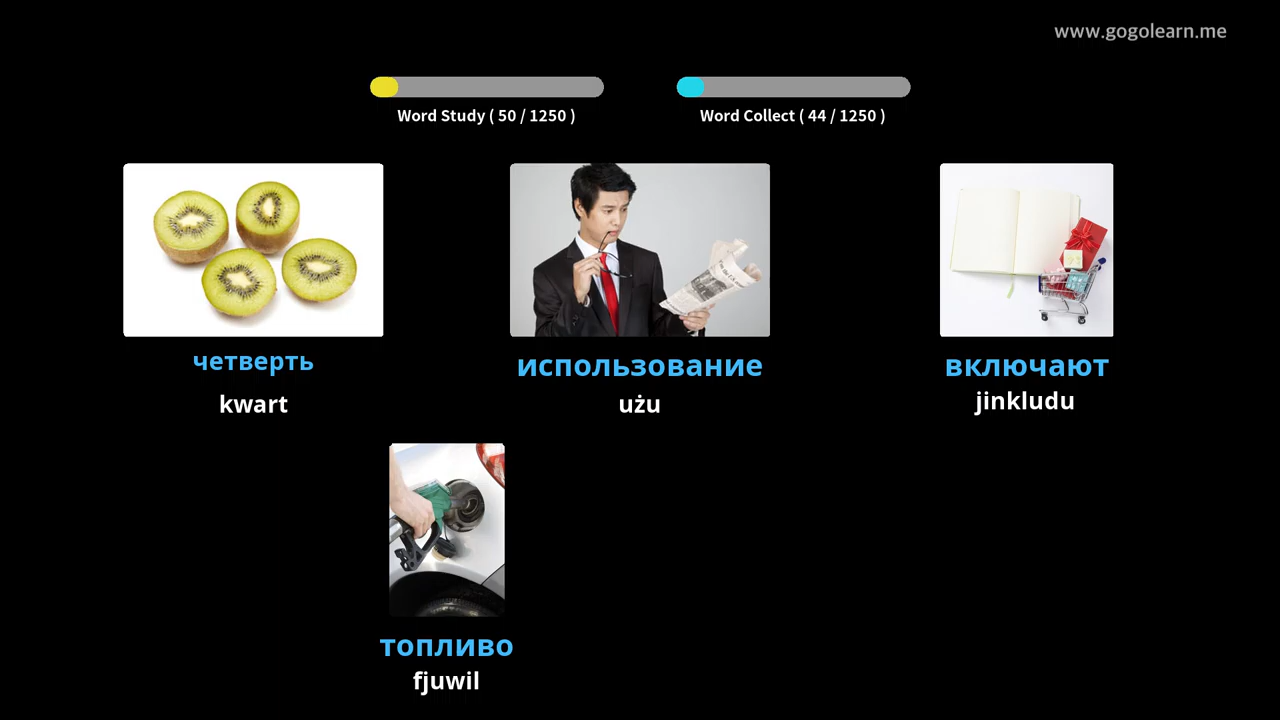 www.gogolearn.me
Word Study ( 50 / 1250 )
Word Collect ( 44 / 1250 )
четверть
kwart
использование
użu
включают
jinkludu
топливо
fjuwil